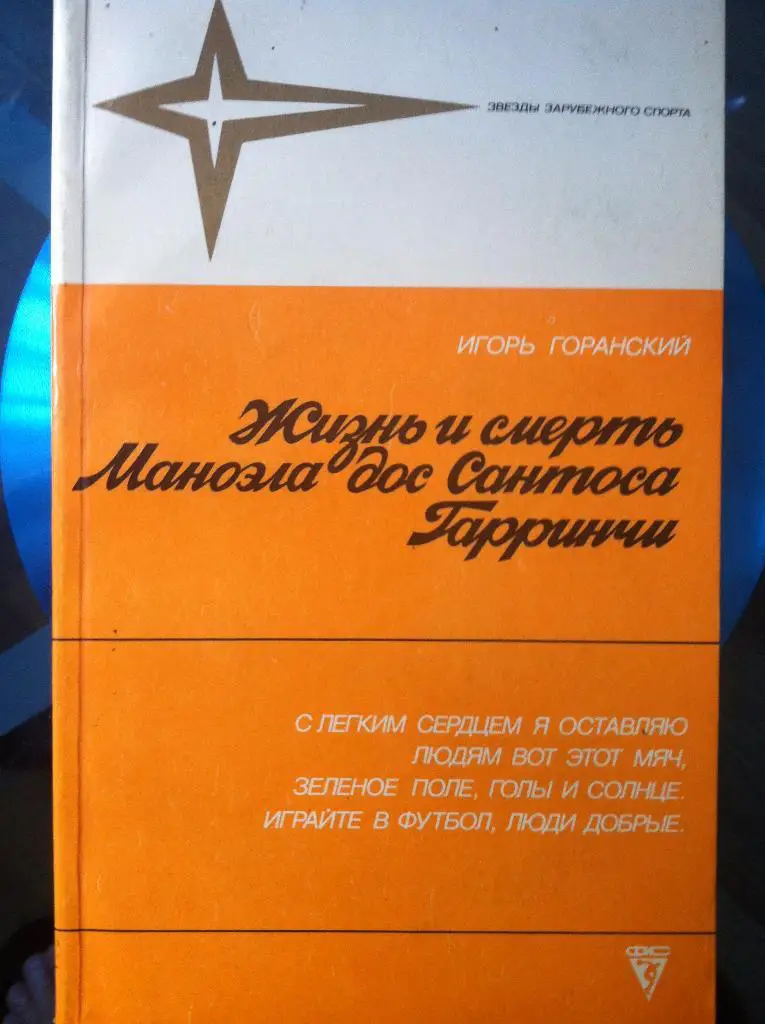 ЗВЕЗДЫ ЗАРУБЕЖНОГО СПОРТА
ИГОРЬ ГОРАНСКИЙ
Жизнь и смерть
Маноэла дос Сантоса
Гарринчи
С ЛЕГКИМ СЕРДЦЕМ Я ОСТАВЛЯЮ
ЛЮДЯМ ВОТ ЭТОТ МЯЧ,
ЗЕЛЕНОЕ ПОЛЕ, ГОЛЫ И СОЛНЦЕ.
ИГРАЙТЕ В ФУТБОЛ, ЛЮДИ ДОБРЫЕ.
ФиС